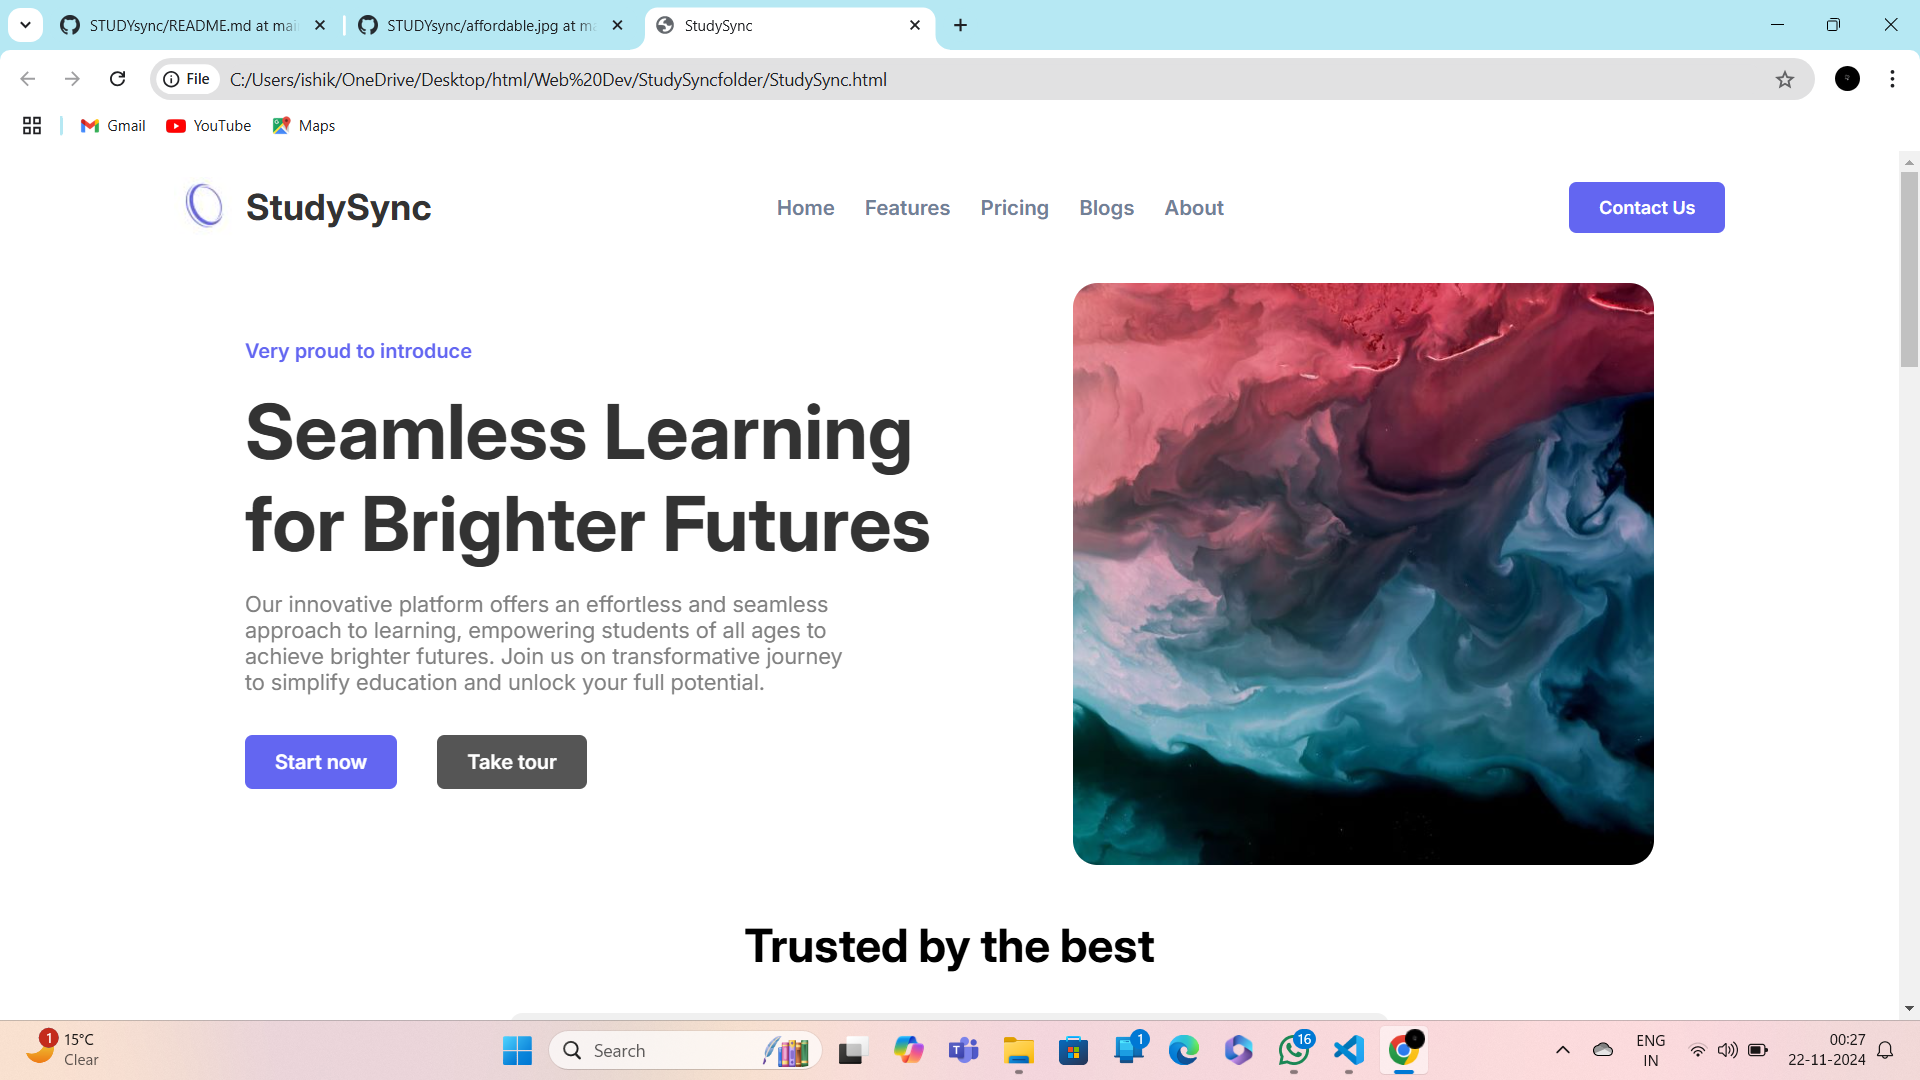 STUDYsync/README.md at mai
STUDYsync/affordable.jpg at ma
StudySync
File
C:/Users/ishik/OneDrive/Desktop/html/Web%20Dev/StudySyncfolder/StudySync.html
Gmail
YouTube
Maps
StudySync
Home
Features
Pricing
Blogs
About
Contact Us
Very proud to introduce
Seamless Learning
for Brighter Futures
Our innovative platform offers an effortless and seamless
approach to learning, empowering students of all ages to
achieve brighter futures. Join us on transformative journey
to simplify education and unlock your full potential.
Start now
Take tour
Trusted by the best
1
15°C
Clear
Search
1
16
ENG
IN
00:27
22-11-2024